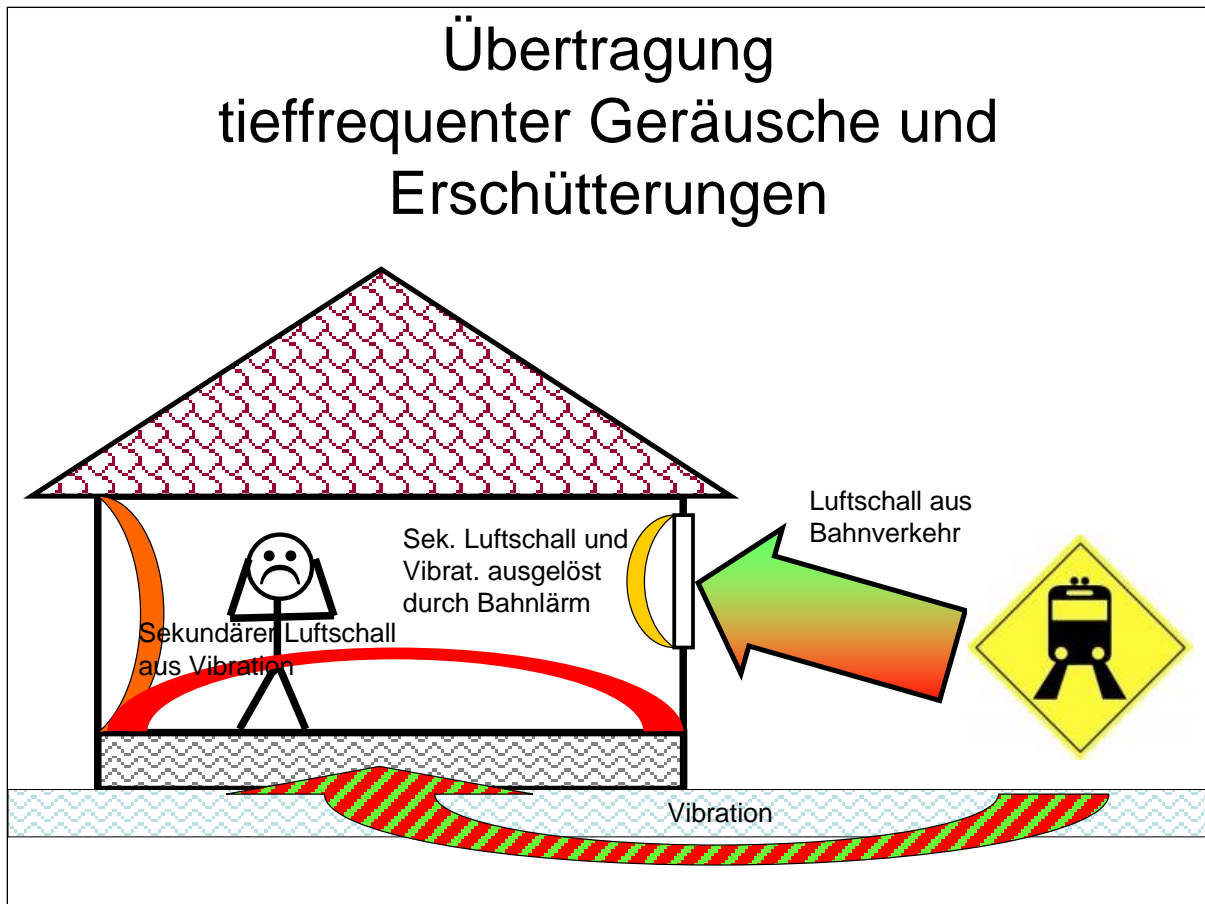 Übertragung
tieffrequenter Geräusche und
Erschütterungen
Luftschall aus
Bahnverkehr
Sek. Luftschall und
Vibrat. ausgelöst
durch Bahnlärm
Sekundärer Luftschall
aus Vibration
Vibration